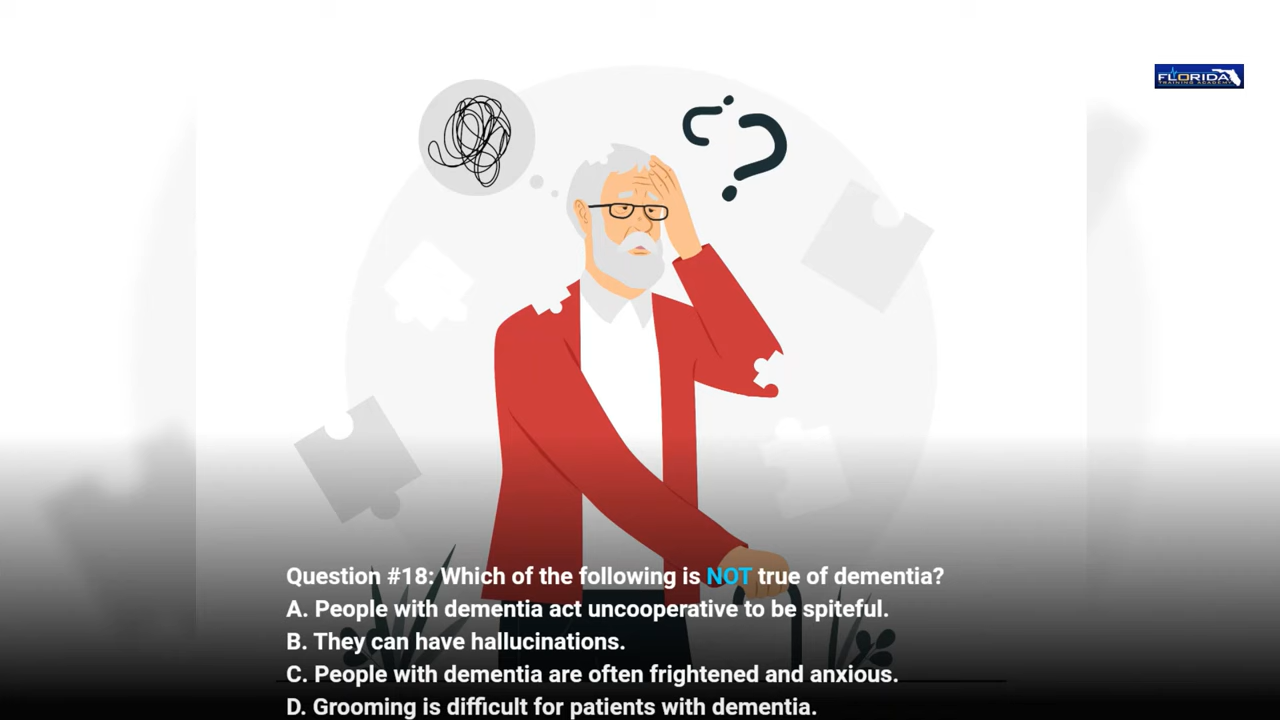 FLORIDA
TRAINING ACADEMY
Question #18: Which of the following is NOT true of dementia?
A. People with dementia act uncooperative to be spiteful.
B. They can have hallucinations.
C. People with dementia are often frightened and anxious.
D. Grooming is difficult for patients with dementia.